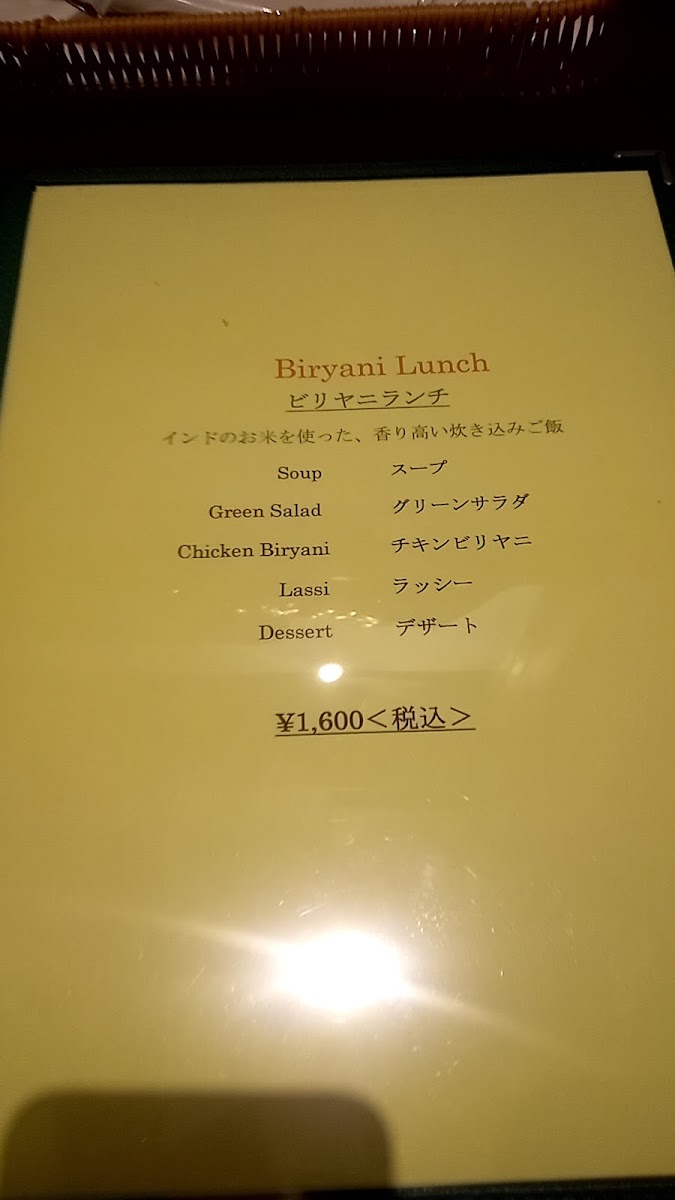 Biryani Lunch
ビリヤニランチ
インドのお米を使った、香り高い炊き込みご飯
Soup スープ
Green Salad グリーンサラダ
Chicken Biryani チキンビリヤニ
Lassi ラッシー
Dessert デザート
¥1,600＜税込＞